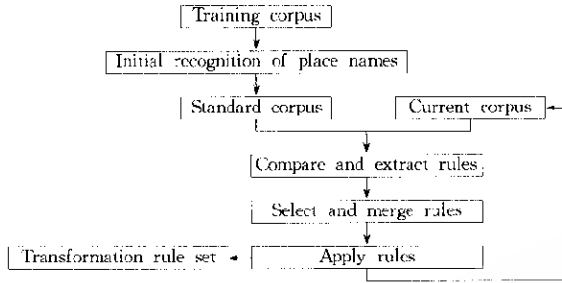 Training corpus
Initial recognition of place names
Standard corpus
Current corpus
Compare and extract rules
Select and merge rules
Transformation rule set
Apply rules